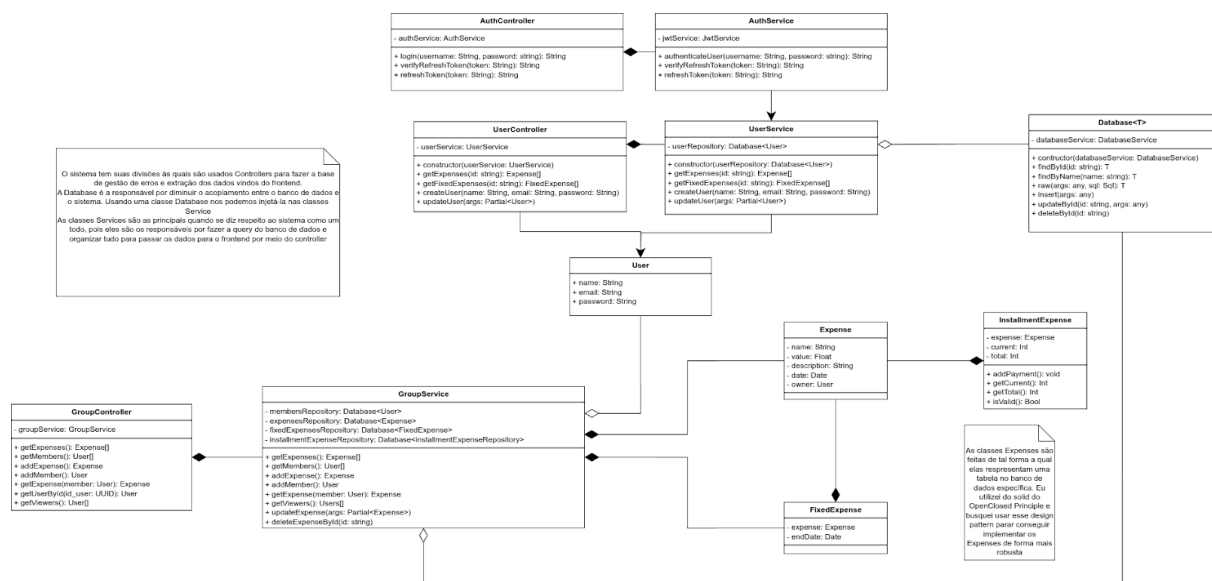 AuthController
- authService: AuthService
+ login(username: String, password: string): String
+ verifyRefreshToken(token: String): String
+ refreshToken(token: String): String
AuthService
- jwtService: JwtService
+ authenticateUser(username: String, password: string): String
+ verifyRefreshToken(token: String): String
+ refreshToken(token: String): String
UserController
- userService: UserService
+ constructor(userService: UserService)
+ getExpenses(id: string): Expense[]
+ getFixedExpenses(id: string): FixedExpense[]
+ createUser(name: String, email: String, password: String)
+ updateUser(args: Partial<User>)
UserService
- userRepository: Database<User>
+ constructor(userRepository: Database<User>)
+ getExpenses(id: string): Expense[]
+ getFixedExpenses(id: string): FixedExpense[]
+ createUser(name: String, email: String, password: String)
+ updateUser(args: Partial<User>)
Database<T>
- databaseService: DatabaseService
+ contructor(databaseService: DatabaseService)
+ findById(id: string): T
+ findByName(name: string): T
+ raw(args: any, sql: Sql): T
+ insert(args: any)
+ updateById(id: string, args: any)
+ deleteById(id: string)
O sistema tem suas divisões às quais são usados Controllers para fazer a base
de gestão de erros e extração dos dados vindos do frontend.
A Database é a responsável por diminuir o acoplamento entre o banco de dados e
o sistema. Usando uma classe Database nos podemos injetá-la nas classes
Service
As classes Services são as principais quando se diz respeito ao sistema como um
todo, pois eles são os responsáveis por fazer a query do banco de dados e
organizar tudo para passar os dados para o frontend por meio do controller
User
+ name: String
+ email: String
+ password: String
Expense
- name: String
- value: Float
- description: String
- date: Date
- owner: User
InstallmentExpense
- expense: Expense
- current: Int
- total: Int
+ addPayment(): void
+ getCurrent(): Int
+ getTotal(): Int
+ isValid(): Bool
GroupController
- groupService: GroupService
+ getExpenses(): Expense[]
+ getMembers(): User[]
+ addExpense(): Expense
+ addMember(): User
+ getExpense(member: User): Expense
+ getUserById(id_user: UUID): User
+ getViewers(): User[]
GroupService
- membersRepository: Database<User>
- expensesRepository: Database<Expense>
- fixedExpensesRepository: Database<FixedExpense>
- installmentExpenseRepository: Database<InstallmentExpenseRepository>
+ getExpenses(): Expense[]
+ getMembers(): User[]
+ addExpense(): Expense
+ addMember(): User
+ getExpense(member: User): Expense
+ getViewers(): Users[]
+ updateExpense(args: Partial<Expense>)
+ deleteExpenseById(id: string)
FixedExpense
- expense: Expense
- endDate: Date
As classes Expenses são
feitas de tal forma a qual
elas respresentam uma
tabela no banco de
dados específica. Eu
utilizei do solid do
OpenClosed Principle e
busquei usar esse design
pattern parar conseguir
implementar os
Expenses de forma mais
robusta